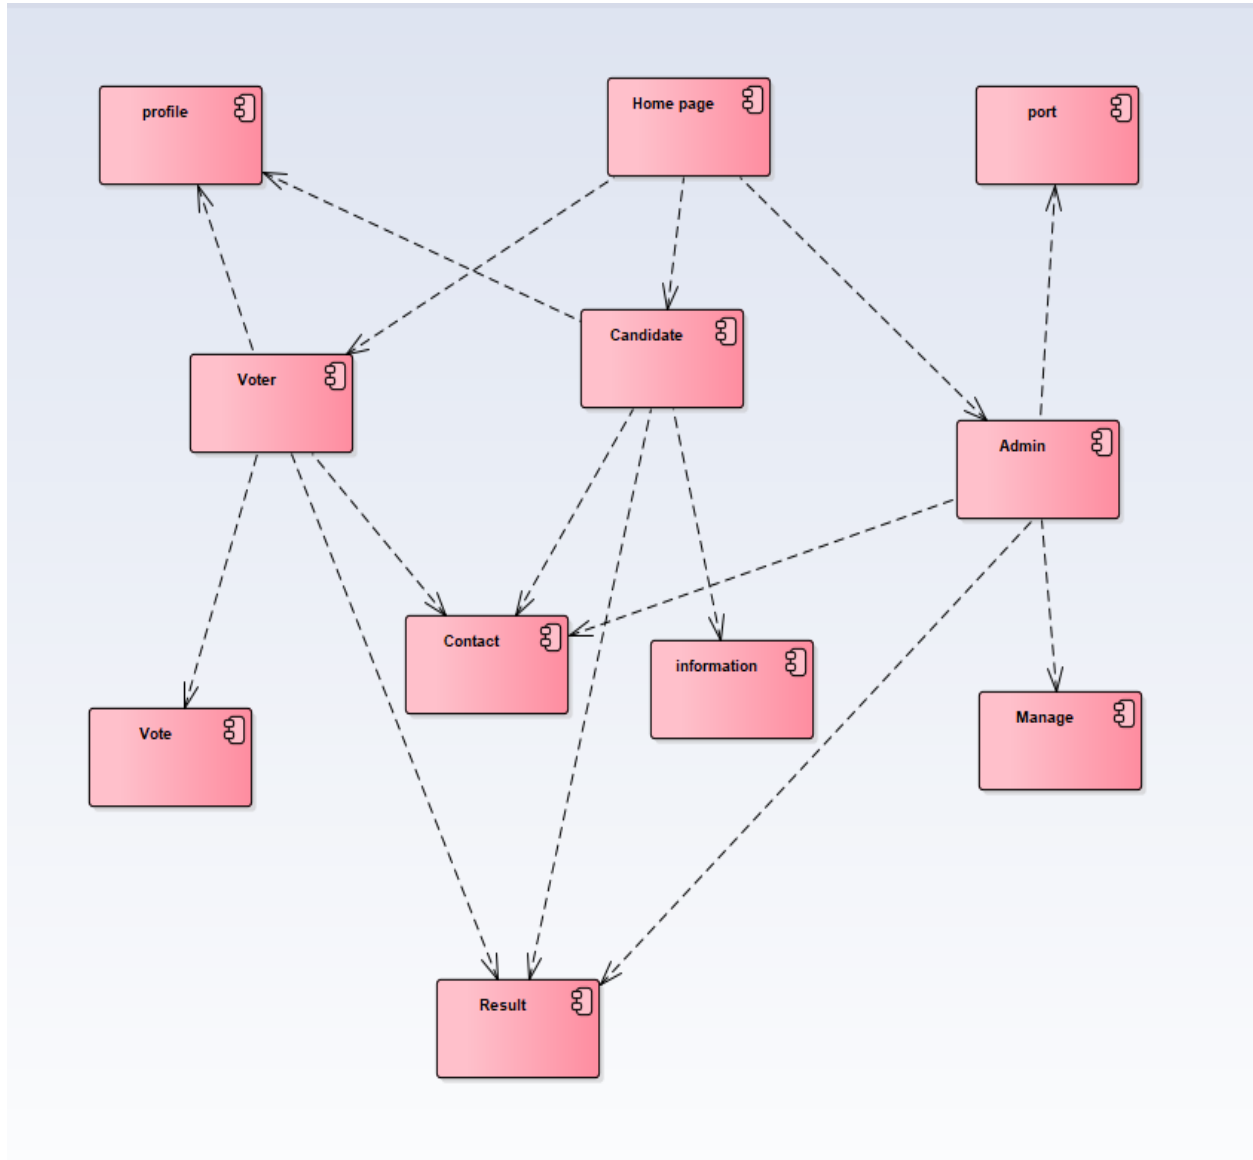 profile
Home page
port
Candidate
Voter
Admin
Contact
information
Manage
Vote
Result